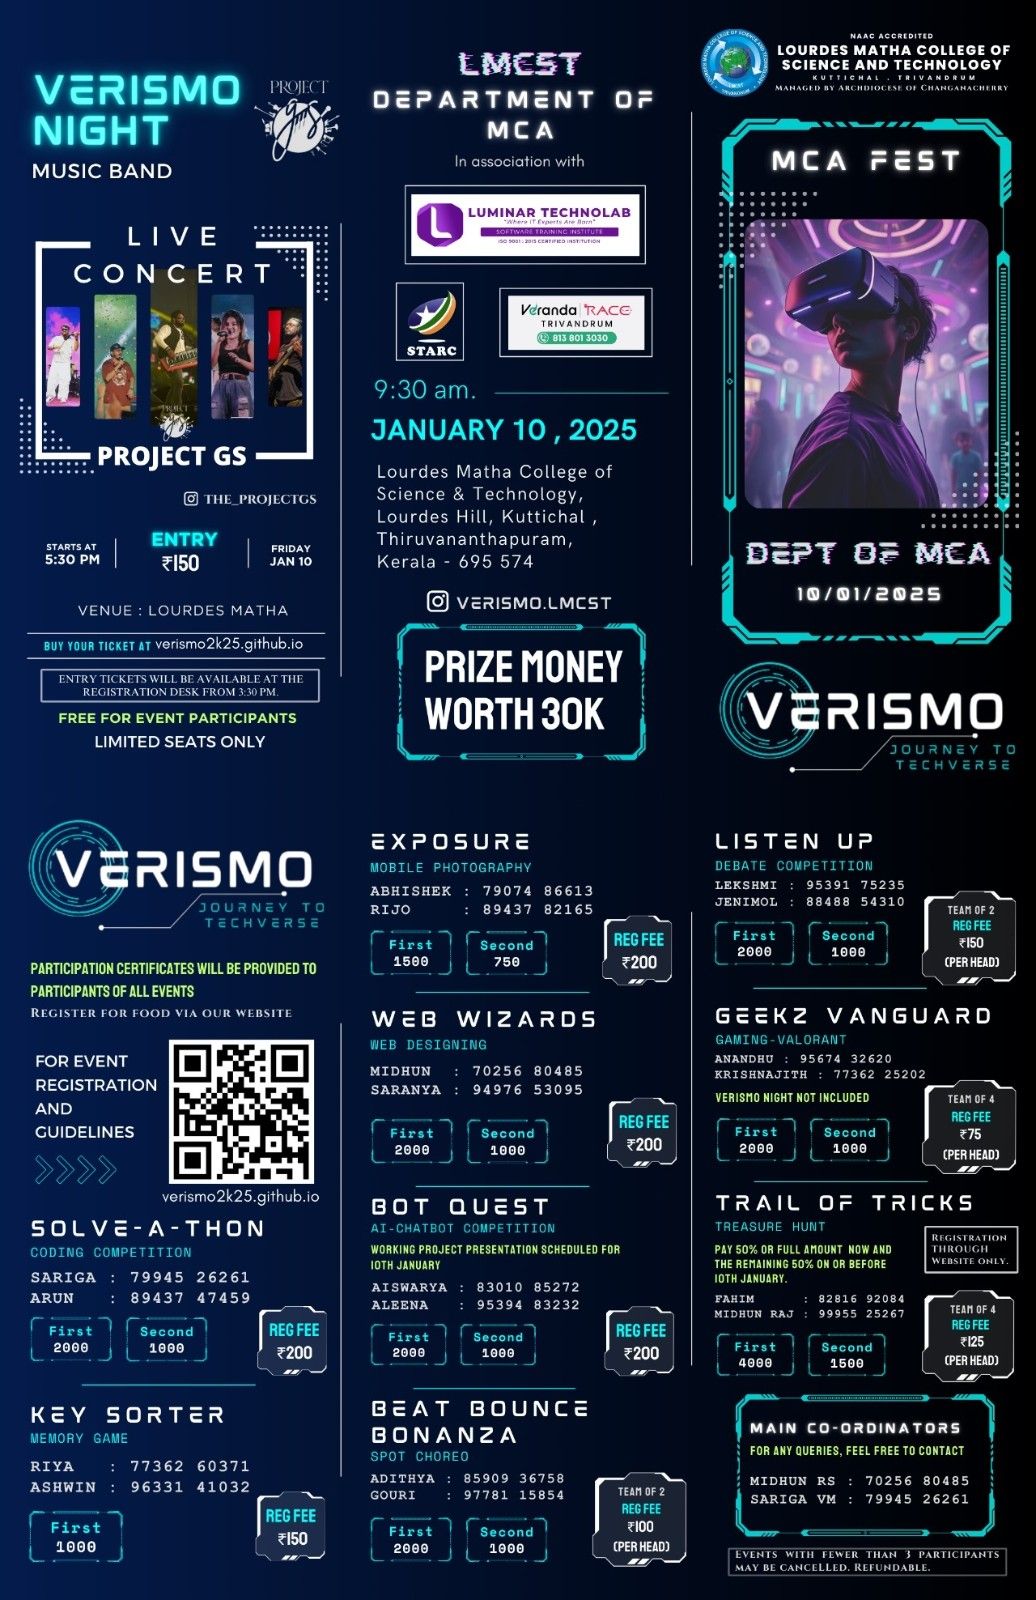 VERISMO
NIGHT
MUSIC BAND
PROJECT
GS
LIVE
CONCERT
PROJECT GS
THE_PROJECTGS
STARTS AT
5:30 PM
ENTRY
₹150
FRIDAY
JAN 10
VENUE : LOURDES MATHA
BUY YOUR TICKET AT verismo2k25.github.io
ENTRY TICKETS WILL BE AVAILABLE AT THE
REGISTRATION DESK FROM 3:30 PM.
FREE FOR EVENT PARTICIPANTS
LIMITED SEATS ONLY
LMCST
DEPARTMENT OF
MCA
In association with
LUMINAR TECHNOLAB
"Where IT Experts Are Born"
SOFTWARE TRAINING INSTITUTE
ISO 9001 : 2015 CERTIFIED INSTITUTION
STARC
Veranda RACE
TRIVANDRUM
813 801 3030
9:30 am.
JANUARY 10 , 2025
Lourdes Matha College of
Science & Technology,
Lourdes Hill, Kuttichal ,
Thiruvananthapuram,
Kerala - 695 574
VERISMO.LMCST
PRIZE MONEY
WORTH 30K
NAAC ACCREDITED
LOURDES MATHA COLLEGE OF
SCIENCE AND TECHNOLOGY
KUTTICHAL . TRIVANDRUM
MANAGED BY ARCHDIOCESE OF CHANGANACHERRY
MCA FEST
DEPT OF MCA
10/01/2025
VERISMO
JOURNEY TO
TECHVERSE
VERISMO
JOURNEY TO
TECHVERSE
PARTICIPATION CERTIFICATES WILL BE PROVIDED TO
PARTICIPANTS OF ALL EVENTS
REGISTER FOR FOOD VIA OUR WEBSITE
FOR EVENT
REGISTRATION
AND
GUIDELINES
verismo2k25.github.io
SOLVE-A-THON
CODING COMPETITION
SARIGA : 79945 26261
ARUN : 89437 47459
First
2000
Second
1000
REG FEE
₹200
KEY SORTER
MEMORY GAME
RIYA : 77362 60371
ASHWIN : 96331 41032
First
1000
REG FEE
₹150
EXPOSURE
MOBILE PHOTOGRAPHY
ABHISHEK : 79074 86613
RIJO : 89437 82165
First
1500
Second
750
REG FEE
₹200
WEB WIZARDS
WEB DESIGNING
MIDHUN : 70256 80485
SARANYA : 94976 53095
First
2000
Second
1000
REG FEE
₹200
BOT QUEST
AI-CHATBOT COMPETITION
WORKING PROJECT PRESENTATION SCHEDULED FOR
10TH JANUARY
AISWARYA : 83010 85272
ALEENA : 95394 83232
First
2000
Second
1000
REG FEE
₹200
BEAT BOUNCE
BONANZA
SPOT CHOREO
ADITHYA : 85909 36758
GOURI : 97781 15854
First
2000
Second
1000
TEAM OF 2
REG FEE
₹100
(PER HEAD)
LISTEN UP
DEBATE COMPETITION
LEKSHMI : 95391 75235
JENIMOL : 88488 54310
First
2000
Second
1000
TEAM OF 2
REG FEE
₹150
(PER HEAD)
GEEKZ VANGUARD
GAMING-VALORANT
ANANDHU : 95674 32620
KRISHNAJITH : 77362 25202
VERISMO NIGHT NOT INCLUDED
First
2000
Second
1000
TEAM OF 4
REG FEE
₹75
(PER HEAD)
TRAIL OF TRICKS
TREASURE HUNT
PAY 50% OR FULL AMOUNT NOW AND
THE REMAINING 50% ON OR BEFORE
10TH JANUARY.
REGISTRATION
THROUGH
WEBSITE ONLY.
FAHIM : 82816 92084
MIDHUN RAJ : 99955 25267
First
4000
Second
1500
TEAM OF 4
REG FEE
₹125
(PER HEAD)
MAIN CO-ORDINATORS
FOR ANY QUERIES, FEEL FREE TO CONTACT
MIDHUN RS : 70256 80485
SARIGA VM : 79945 26261
EVENTS WITH FEWER THAN 3 PARTICIPANTS
MAY BE CANCELLED. REFUNDABLE.